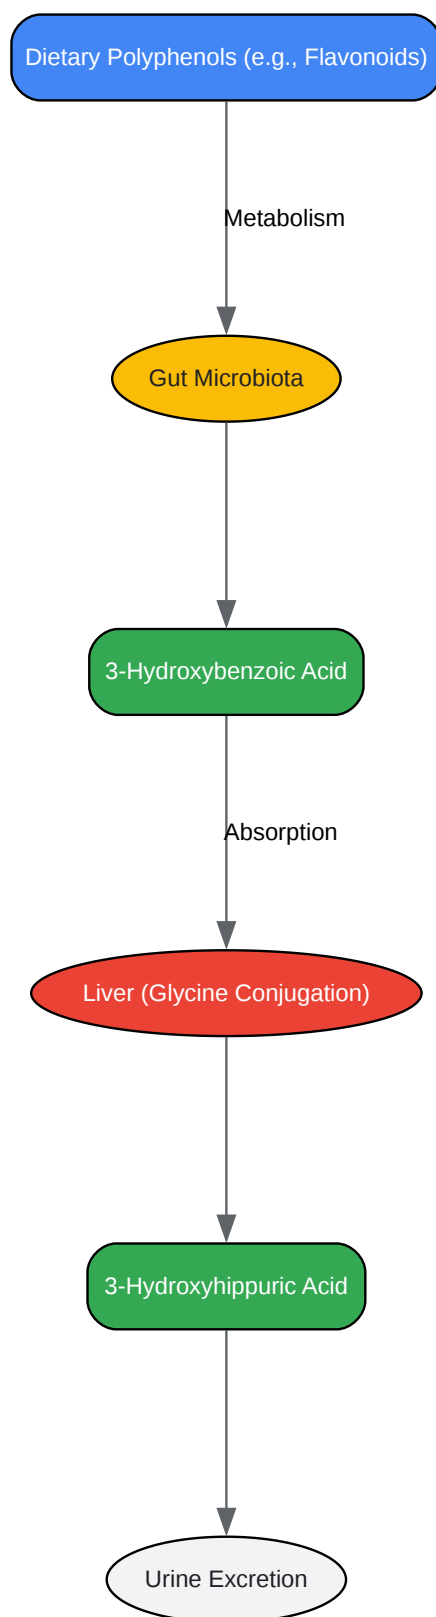 Dietary Polyphenols (e.g., Flavonoids)
Metabolism
Gut Microbiota
3-Hydroxybenzoic Acid
Absorption
Liver (Glycine Conjugation)
3-Hydroxyhippuric Acid
Urine Excretion